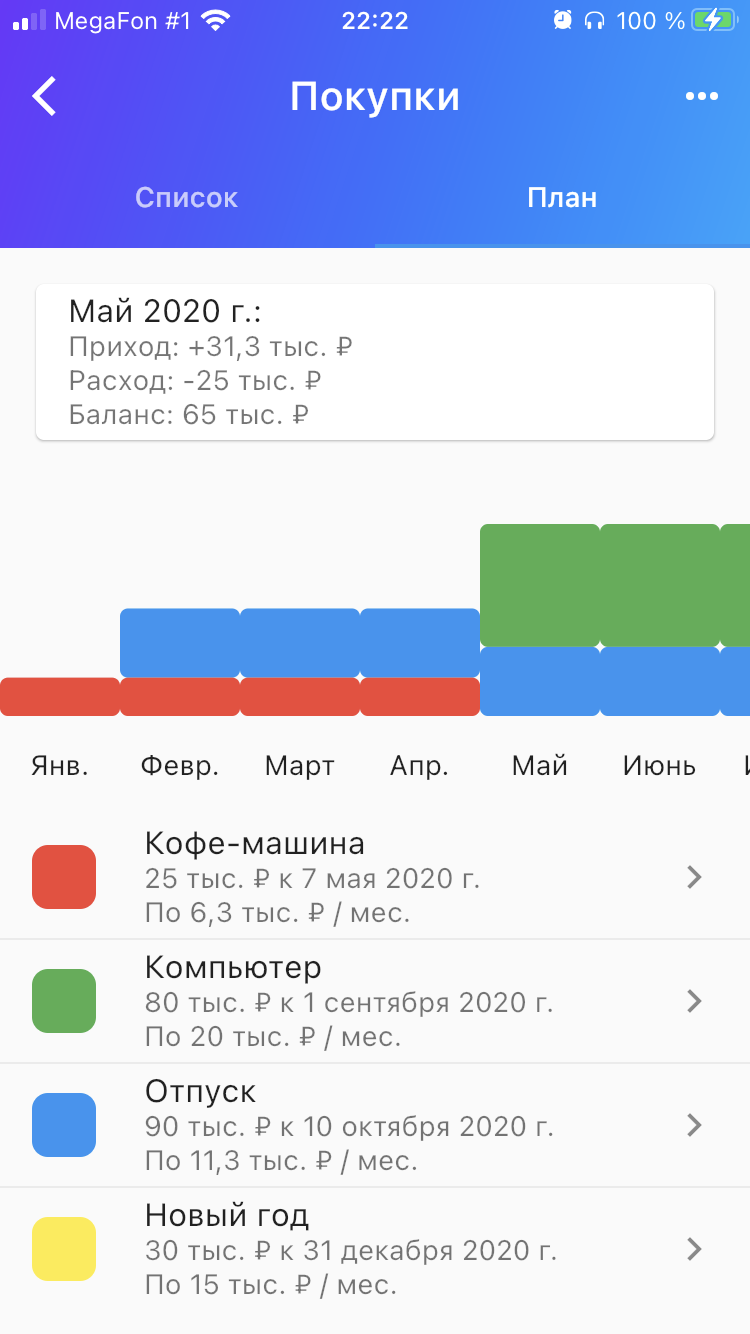 MegaFon #1 22:22 100 %
Покупки
Список План
Май 2020 г.:
Приход: +31,3 тыс. ₽
Расход: -25 тыс. ₽
Баланс: 65 тыс. ₽
Янв. Февр. Март Апр. Май Июнь
Кофе-машина
25 тыс. ₽ к 7 мая 2020 г.
По 6,3 тыс. ₽ / мес.
Компьютер
80 тыс. ₽ к 1 сентября 2020 г.
По 20 тыс. ₽ / мес.
Отпуск
90 тыс. ₽ к 10 октября 2020 г.
По 11,3 тыс. ₽ / мес.
Новый год
30 тыс. ₽ к 31 декабря 2020 г.
По 15 тыс. ₽ / мес.